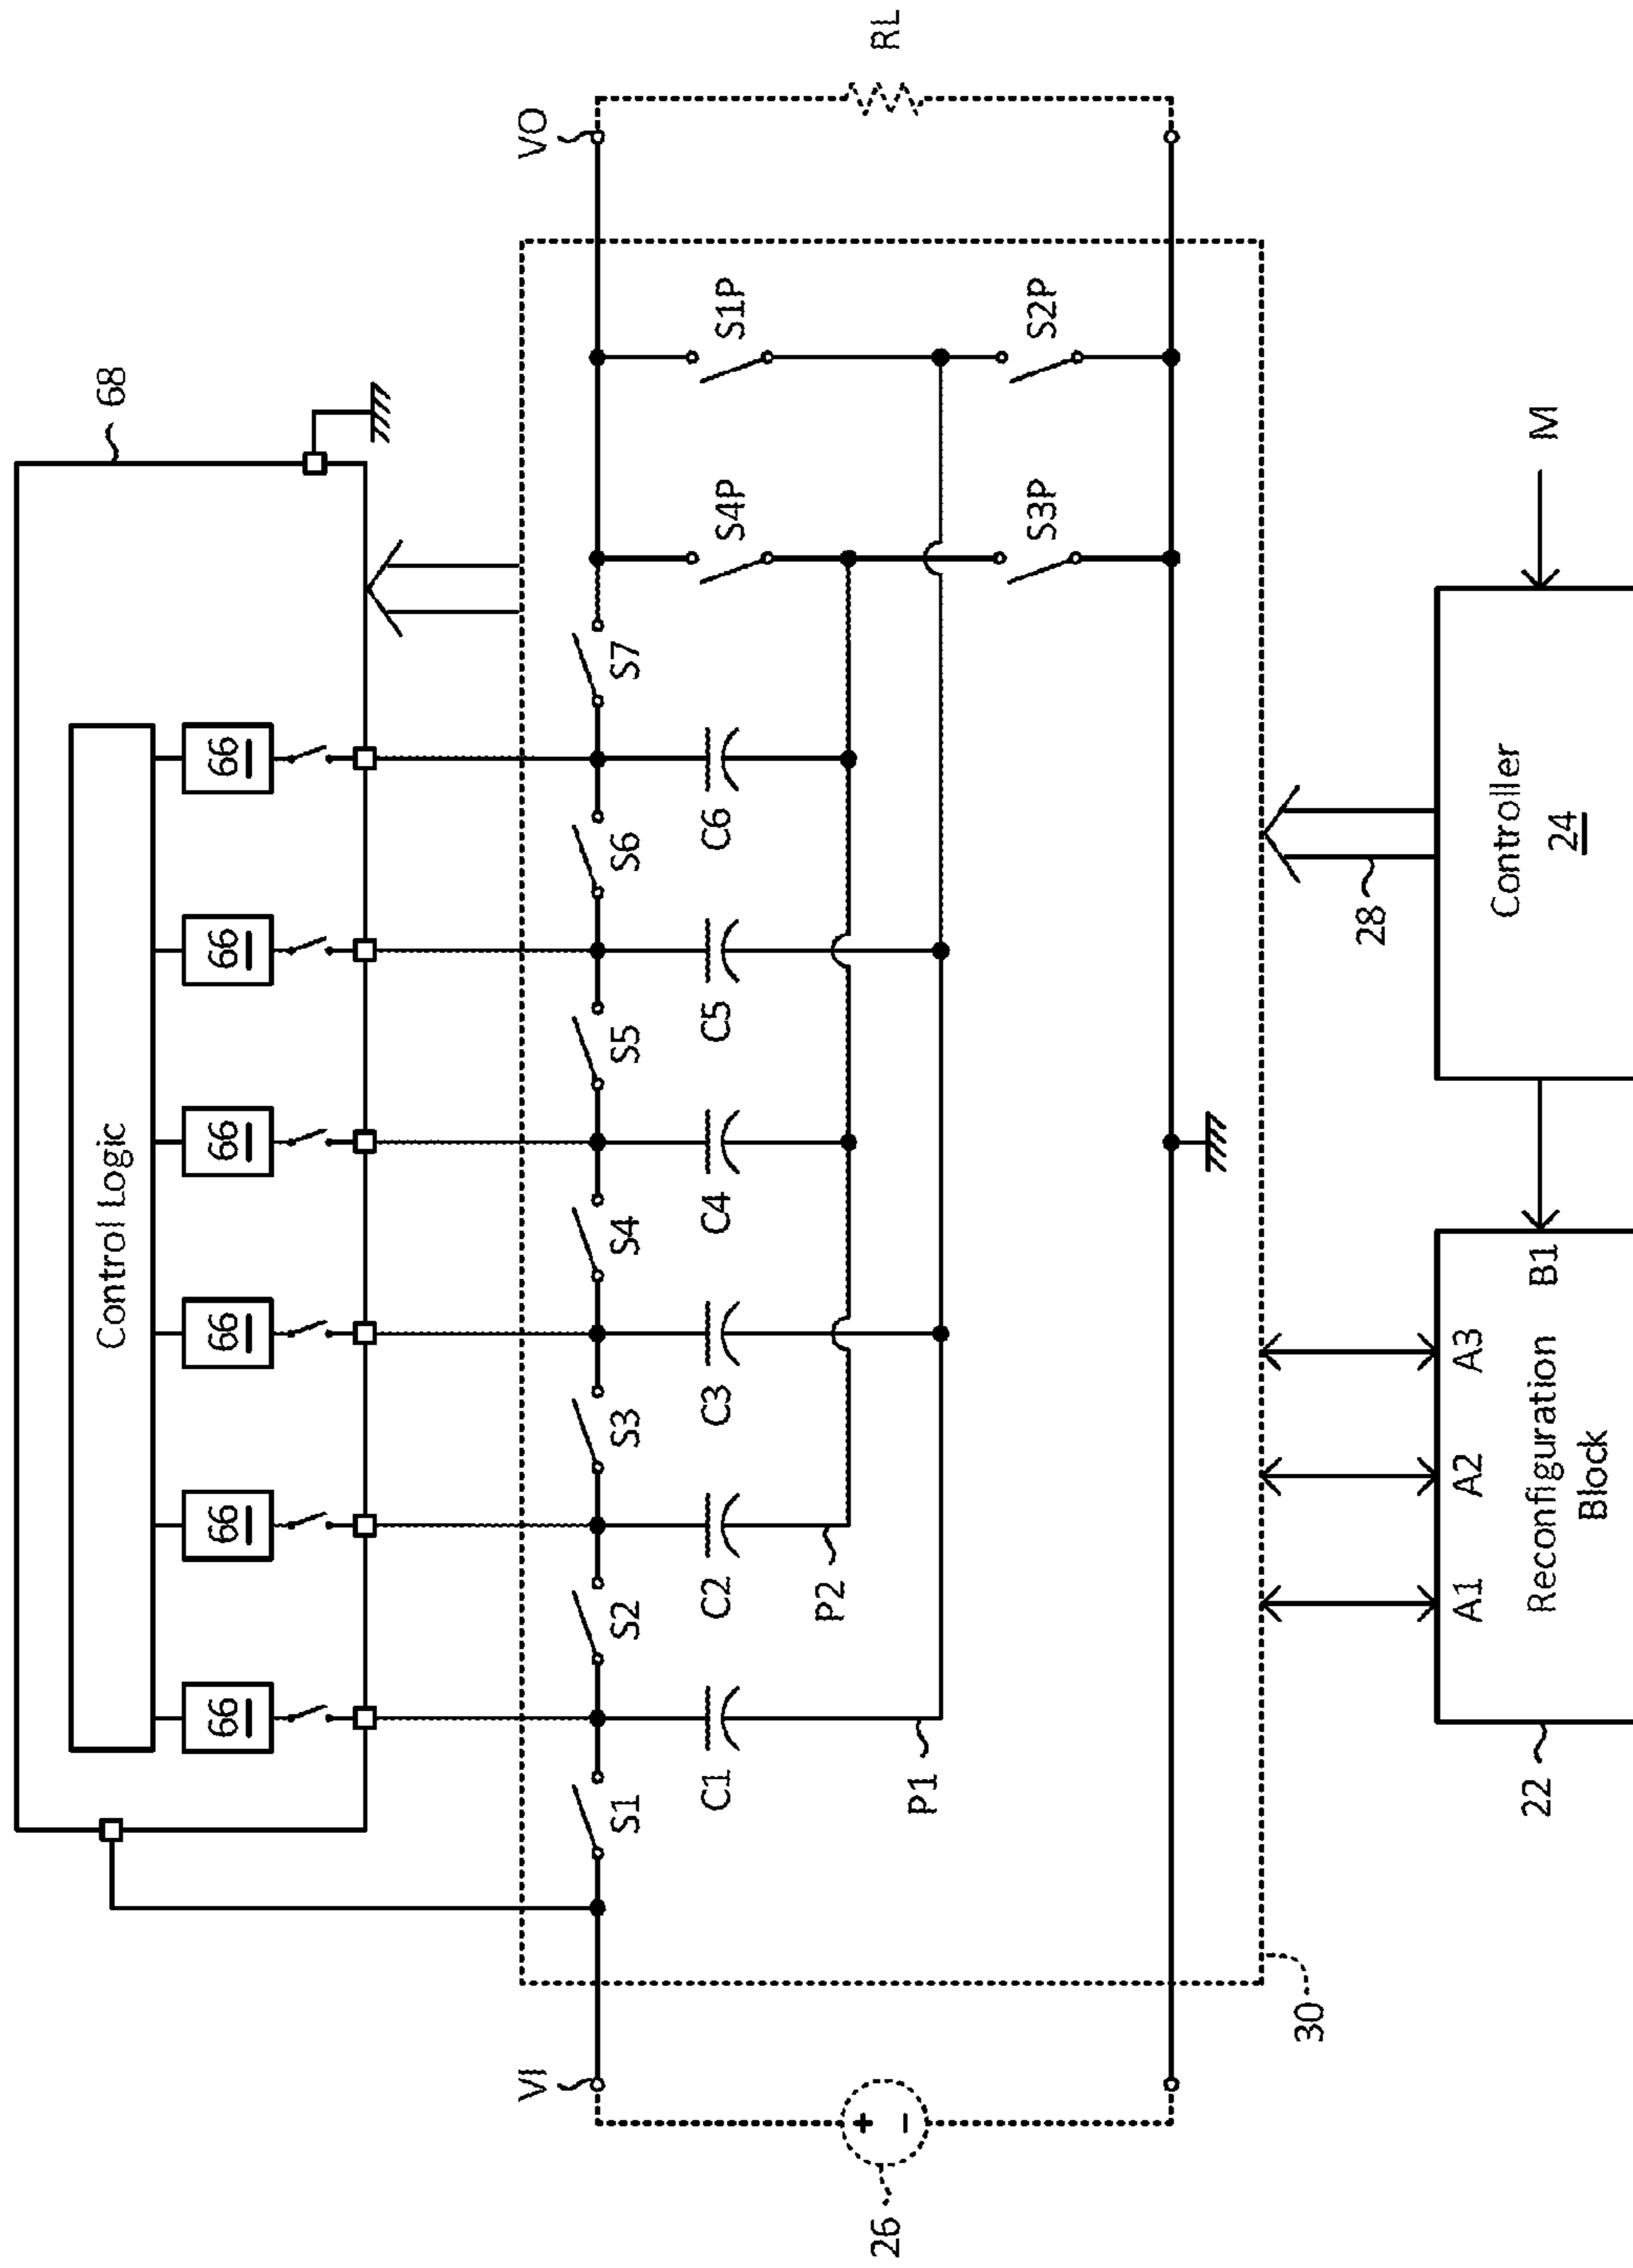 68
Control Logic
66
66
66
66
66
66
VI
VO
S1
S2
S3
S4
S5
S6
S7
C1
C2
C3
C4
C5
C6
S4P
S1P
P2
P1
S3P
S2P
26
+
−
RL
30
28
A1
A2
A3
B1
Reconfiguration
Block
22
Controller
24
M